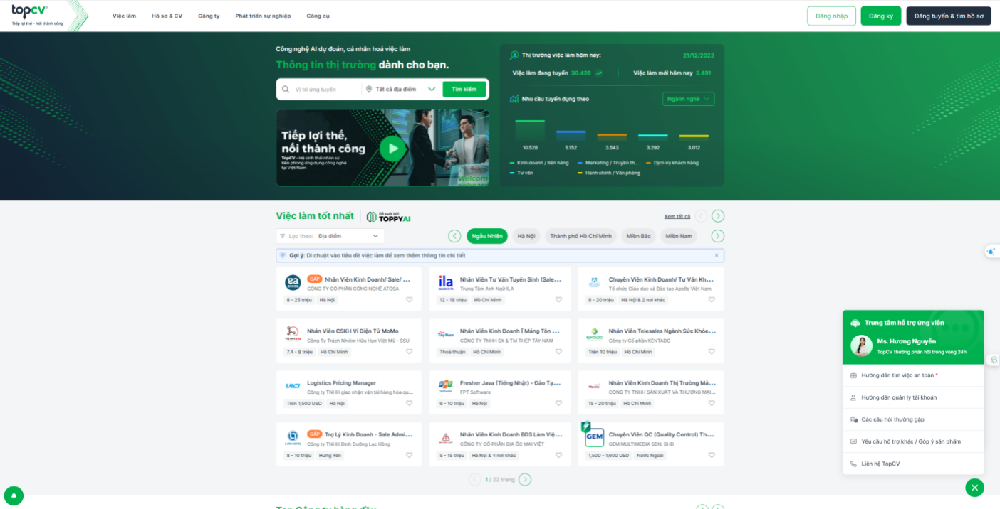 topcv
Tiếp lợi thế - Nối thành công
Việc làm
Hồ sơ & CV
Công ty
Phát triển sự nghiệp
Công cụ
Đăng nhập
Đăng ký
Đăng tuyển & tìm hồ sơ
Công nghệ AI dự đoán, cá nhân hoá việc làm
Thông tin thị trường dành cho bạn.
Vị trí ứng tuyển
Tất cả địa điểm
Tìm kiếm
Tiếp lợi thế,
nối thành công
TopCV - Hệ sinh thái nhân sự
tiên phong ứng dụng công nghệ
tại Việt Nam
Welcome
onboard
Thị trường việc làm hôm nay:
21/12/2023
Việc làm đang tuyển 30.428
Việc làm mới hôm nay 2.491
Nhu cầu tuyển dụng theo
Ngành nghề
10.528
5.152
3.543
3.292
3.012
Kinh doanh / Bán hàng
Marketing / Truyền th...
Dịch vụ khách hàng
Tư vấn
Hành chính / Văn phòng
Việc làm tốt nhất
Đề xuất bởi
TOPPY AI
Xem tất cả
Lọc theo: Địa điểm
Ngẫu Nhiên
Hà Nội
Thành phố Hồ Chí Minh
Miền Bắc
Miền Nam
Gợi ý: Di chuột vào tiêu đề việc làm để xem thêm thông tin chi tiết
GẤP Nhân Viên Kinh Doanh/ Sale/ ...
CÔNG TY CỔ PHẦN CÔNG NGHỆ ATOSA
8 - 25 triệu
Hà Nội
ila
Nhân Viên Tư Vấn Tuyển Sinh (Sale...
Trung Tâm Anh Ngữ ILA
12 - 18 triệu
Hồ Chí Minh
Chuyên Viên Kinh Doanh/ Tư Vấn Kh...
Tổ chức Giáo dục và Đào tạo Apollo Việt Nam
8 - 20 triệu
Hà Nội & 2 nơi khác
Nhân Viên CSKH Ví Điện Tử MoMo
Công Ty Trách Nhiệm Hữu Hạn Việt Mỹ - SSU
7.4 - 8 triệu
Hồ Chí Minh
Nhân Viên Kinh Doanh [ Mảng Tôn ...
CÔNG TY TNHH SX & TM THÉP TÂY NAM
Thoả thuận
Hồ Chí Minh
KENTADO
Nhân Viên Telesales Ngành Sức Khỏe...
Công ty Cổ phần KENTADO
Trên 10 triệu
Hồ Chí Minh
Logistics Pricing Manager
Công ty TNHH giao nhận vận tải hàng hóa qu...
Trên 1,500 USD
Hà Nội
FPT
Software
Fresher Java (Tiếng Nhật) - Đào Tạ...
FPT Software
6 - 10 triệu
Hà Nội
Nhân Viên Kinh Doanh Thị Trường Mả...
CÔNG TY TNHH SẢN XUẤT VÀ THƯƠNG MẠI...
15 - 20 triệu
Hồ Chí Minh
GẤP Trợ Lý Kinh Doanh - Sale Admi...
Công ty TNHH Dinh Dưỡng Lạc Hồng
8 - 10 triệu
Hưng Yên
Nhân Viên Kinh Doanh BĐS Làm Việ...
CÔNG TY CỔ PHẦN ĐỊA ỐC MAI VIỆT
5 - 15 triệu
Hà Nội & 4 nơi khác
GEM
Chuyên Viên QC (Quality Control) Th...
GEM MULTIMEDIA SDN. BHD
1,500 - 1,600 USD
Nước Ngoài
1 / 22 trang
Top Công ty hàng đầu
Trung tâm hỗ trợ ứng viên
Ms. Hương Nguyễn
TopCV thường phản hồi trong vòng 24h
Hướng dẫn tìm việc an toàn *
Hướng dẫn quản lý tài khoản
Các câu hỏi thường gặp
Yêu cầu hỗ trợ khác / Góp ý sản phẩm
Liên hệ TopCV